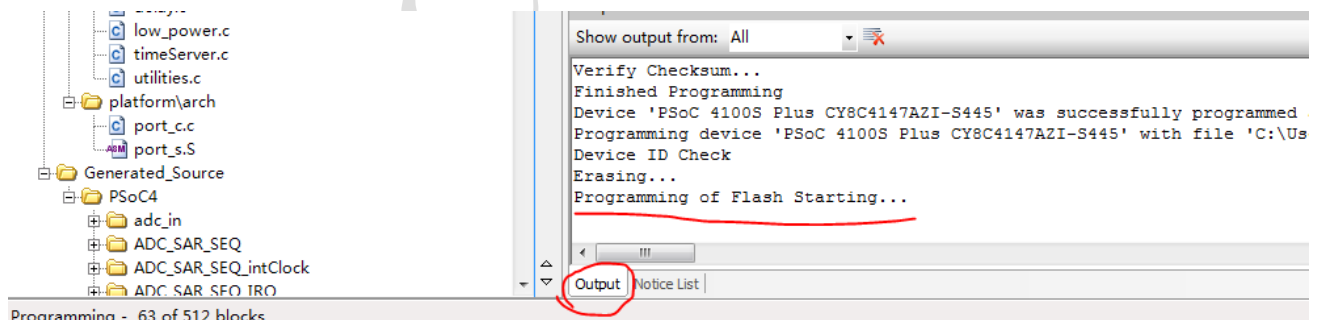 low_power.c
timeServer.c
utilities.c
platform\arch
port_c.c
port_s.S
Generated_Source
PSoC4
adc_in
ADC_SAR_SEQ
ADC_SAR_SEQ_intClock
ADC_SAR_SEQ_IRQ
Show output from: All
Verify Checksum...
Finished Programming
Device 'PSoC 4100S Plus CY8C4147AZI-S445' was successfully programmed
Programming device 'PSoC 4100S Plus CY8C4147AZI-S445' with file 'C:\Us
Device ID Check
Erasing...
Programming of Flash Starting...
Output Notice List
Programming - 63 of 512 blocks